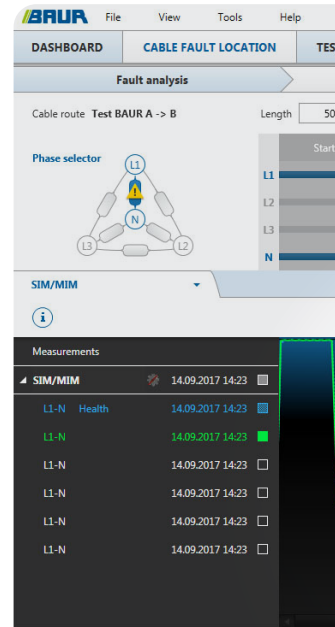 BAUR File View Tools Help
DASHBOARD CABLE FAULT LOCATION TES
Fault analysis
Cable route Test BAUR A -> B Length 50
Start
Phase selector
L1
N
L3 L2
L1
L2
L3
N
SIM/MIM
i
Measurements
SIM/MIM 14.09.2017 14:23
L1-N Health 14.09.2017 14:23
L1-N 14.09.2017 14:23
L1-N 14.09.2017 14:23
L1-N 14.09.2017 14:23
L1-N 14.09.2017 14:23
L1-N 14.09.2017 14:23